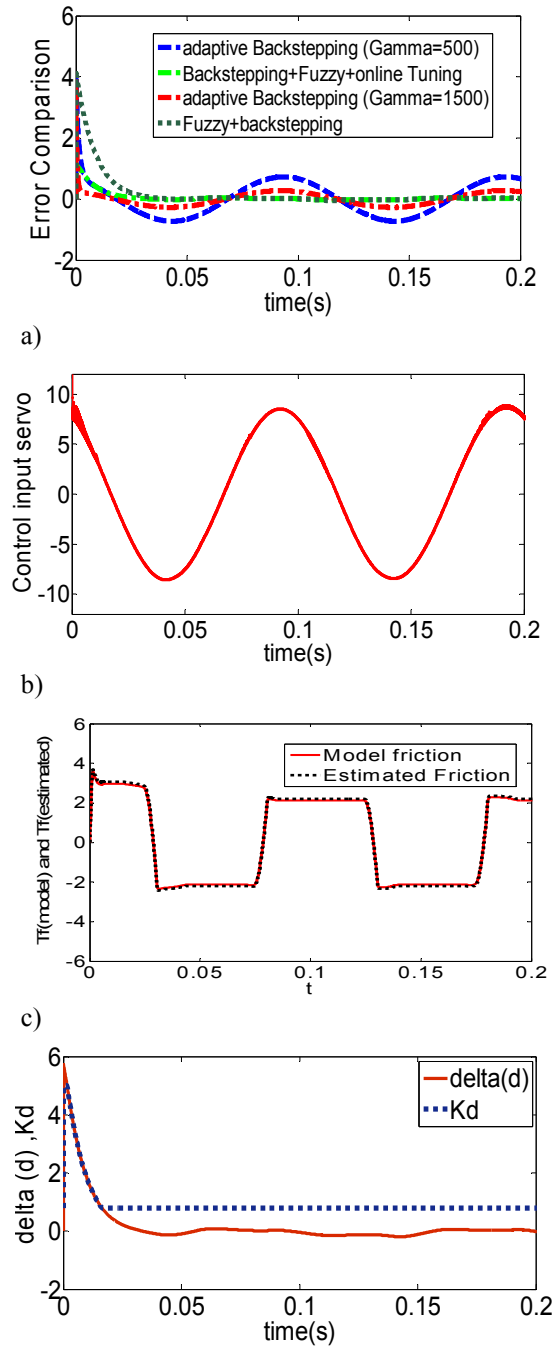 6
4
2
0
-2
Error Comparison
adaptive Backstepping (Gamma=500)
Backstepping+Fuzzy+online Tuning
adaptive Backstepping (Gamma=1500)
Fuzzy+backstepping
0 0.05 0.1 0.15 0.2
time(s)
a)
10
5
0
-5
-10
Control input servo
0 0.05 0.1 0.15 0.2
time(s)
b)
6
4
2
0
-2
-4
-6
Tf(model) and Tf(estimated)
Model friction
Estimated Friction
0 0.05 0.1 0.15 0.2
t
c)
6
4
2
0
-2
delta (d) ,Kd
delta(d)
Kd
0 0.05 0.1 0.15 0.2
time(s)